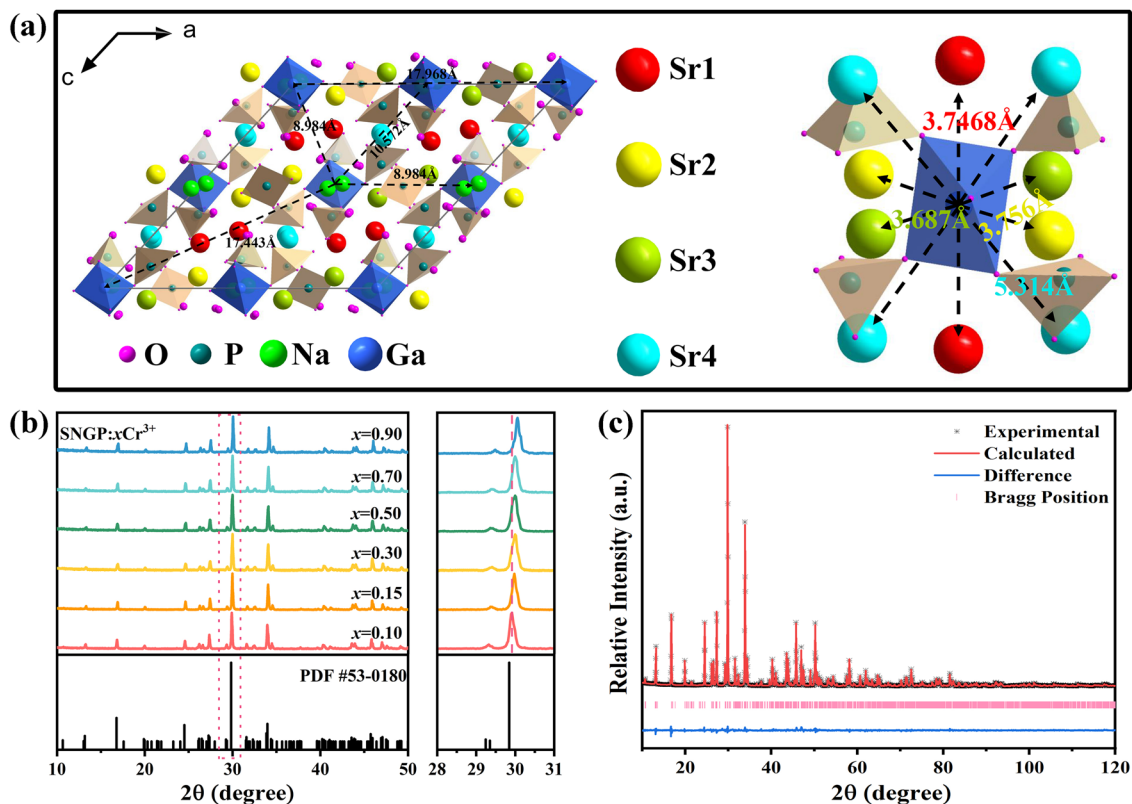 (a)
a
c
17.968Å
8.984Å
10.572Å
8.984Å
17.443Å
O P Na Ga
Sr1
Sr2
Sr3
Sr4
3.7468Å
3.687Å
3.756Å
5.314Å
(b)
SNGP:xCr³⁺
x=0.90
x=0.70
x=0.50
x=0.30
x=0.15
x=0.10
PDF #53-0180
10 20 30 40 50
28 29 30 31
2θ (degree)
(c)
Experimental
Calculated
Difference
Bragg Position
Relative Intensity (a.u.)
20 40 60 80 100 120
2θ (degree)